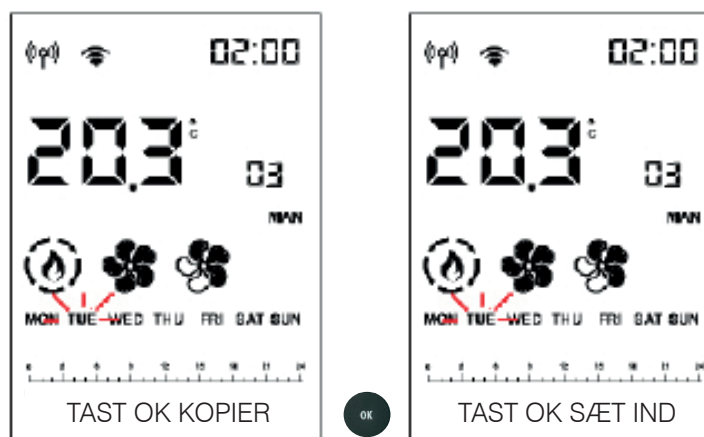 02:00
20.3 °C
03
MAN
MON TUE WED THU FRI SAT SUN
TAST OK KOPIER
OK
02:00
20.3 °C
03
MAN
MON TUE WED THU FRI SAT SUN
TAST OK SÆT IND